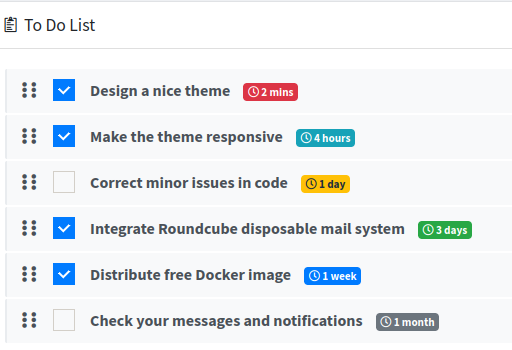 To Do List
Design a nice theme 2 mins
Make the theme responsive 4 hours
Correct minor issues in code 1 day
Integrate Roundcube disposable mail system 3 days
Distribute free Docker image 1 week
Check your messages and notifications 1 month